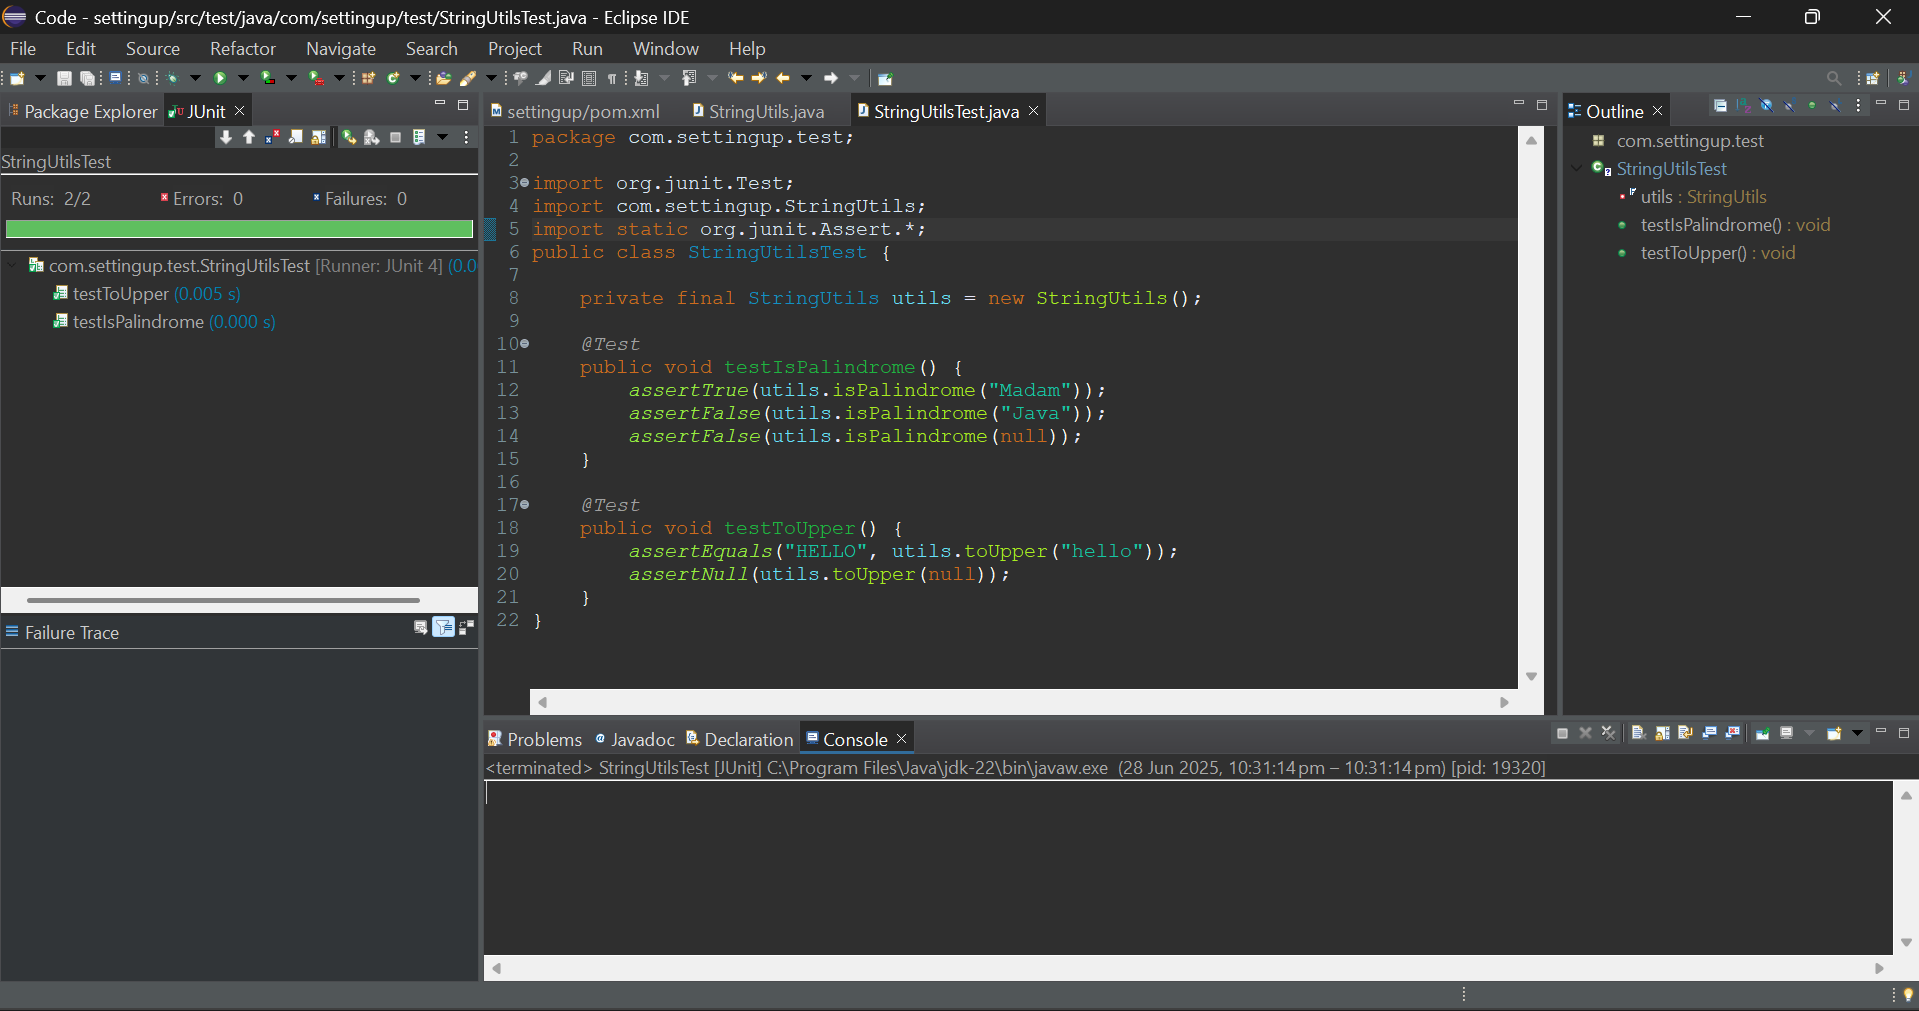 Code - settingup/src/test/java/com/settingup/test/StringUtilsTest.java - Eclipse IDE
File Edit Source Refactor Navigate Search Project Run Window Help
Package Explorer JUnit
StringUtilsTest
Runs: 2/2 Errors: 0 Failures: 0
com.settingup.test.StringUtilsTest [Runner: JUnit 4] (0.0
testToUpper (0.005 s)
testIsPalindrome (0.000 s)
Failure Trace
settingup/pom.xml StringUtils.java StringUtilsTest.java
1 package com.settingup.test;
2
3 import org.junit.Test;
4 import com.settingup.StringUtils;
5 import static org.junit.Assert.*;
6 public class StringUtilsTest {
7
8 private final StringUtils utils = new StringUtils();
9
10 @Test
11 public void testIsPalindrome() {
12 assertTrue(utils.isPalindrome("Madam"));
13 assertFalse(utils.isPalindrome("Java"));
14 assertFalse(utils.isPalindrome(null));
15 }
16
17 @Test
18 public void testToUpper() {
19 assertEquals("HELLO", utils.toUpper("hello"));
20 assertNull(utils.toUpper(null));
21 }
22 }
Outline
com.settingup.test
StringUtilsTest
utils : StringUtils
testIsPalindrome() : void
testToUpper() : void
Problems Javadoc Declaration Console
<terminated> StringUtilsTest [JUnit] C:\Program Files\Java\jdk-22\bin\javaw.exe (28 Jun 2025, 10:31:14 pm – 10:31:14 pm) [pid: 19320]